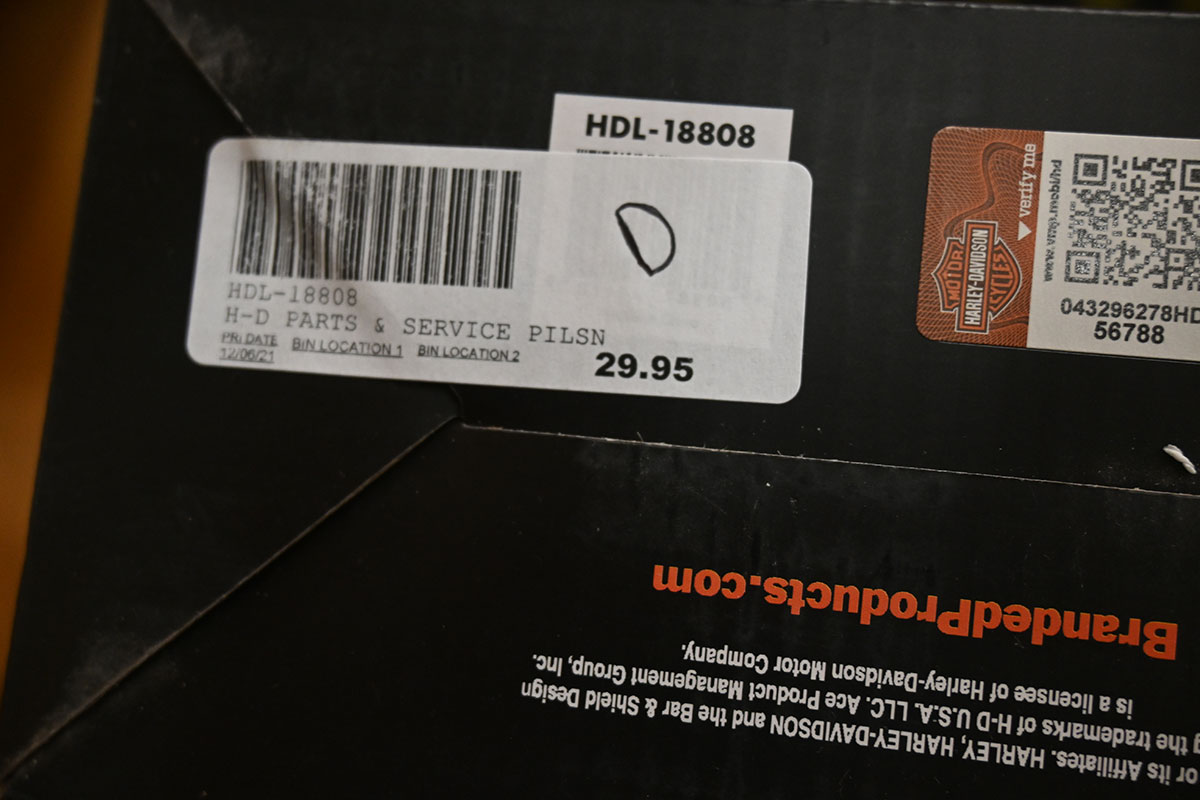 HDL-18808
HDL-18808
H-D PARTS & SERVICE PILSN
PRI DATE BIN LOCATION 1 BIN LOCATION 2
12/06/21
29.95
verify me
MOTOR
HARLEY-DAVIDSON
CYCLES
043296278HD
56788
or its Affiliates. HARLEY, HARLEY-DAVIDSON and the Bar & Shield Design
the trademarks of H-D U.S.A. LLC. Ace Product Management Group, Inc.
is a licensee of Harley-Davidson Motor Company.
BrandedProducts.com